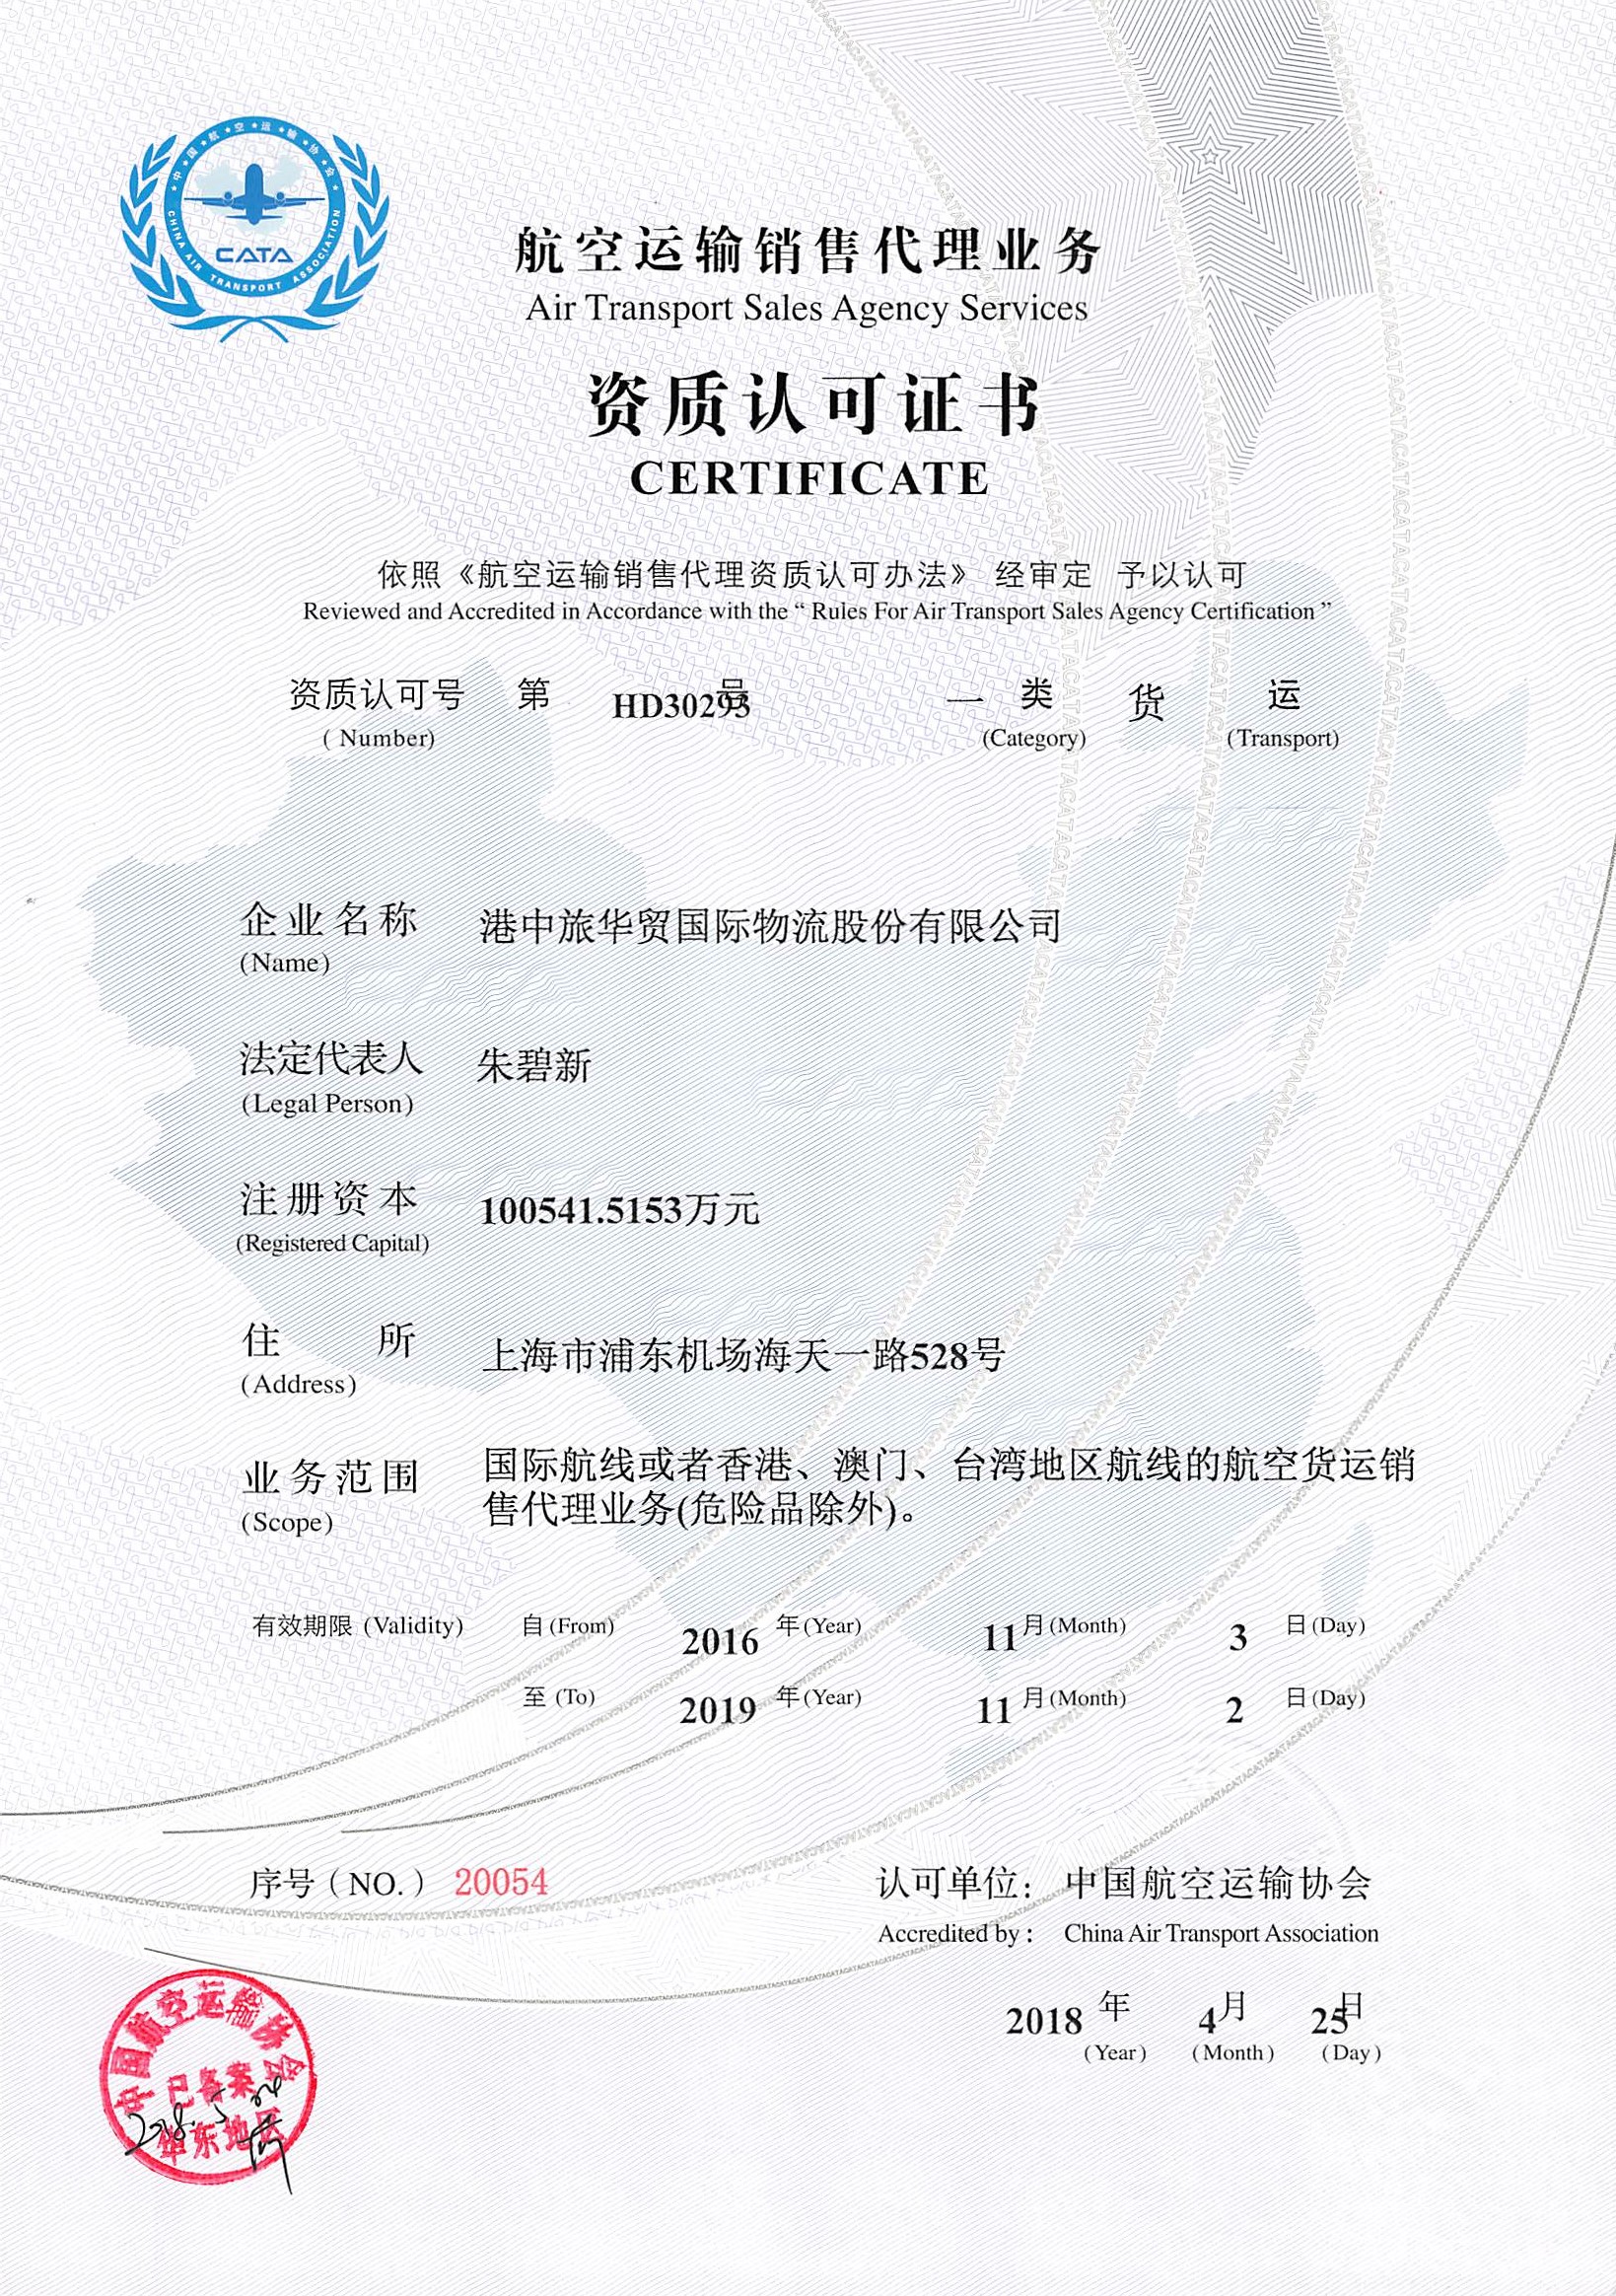 中国航空运输协会
CATA
CHINA AIR TRANSPORT ASSOCIATION
航空运输销售代理业务
Air Transport Sales Agency Services
资质认可证书
CERTIFICATE
依照《航空运输销售代理资质认可办法》 经审定 予以认可
Reviewed and Accredited in Accordance with the “ Rules For Air Transport Sales Agency Certification ”
资质认可号 第 HD30293号 一 类 货 运
( Number) (Category) (Transport)
企业名称 港中旅华贸国际物流股份有限公司
(Name)
法定代表人 朱碧新
(Legal Person)
注册资本 100541.5153万元
(Registered Capital)
住 所 上海市浦东机场海天一路528号
(Address)
业务范围 国际航线或者香港、澳门、台湾地区航线的航空货运销
售代理业务(危险品除外)。
(Scope)
有效期限 (Validity) 自 (From) 2016 年(Year) 11 月(Month) 3 日(Day)
至 (To) 2019 年(Year) 11 月(Month) 2 日(Day)
序号（NO.）20054
认可单位： 中国航空运输协会
Accredited by： China Air Transport Association
2018 年 4月 25日
(Year) (Month) (Day)
中国航空运输协会
已备案
华东地区